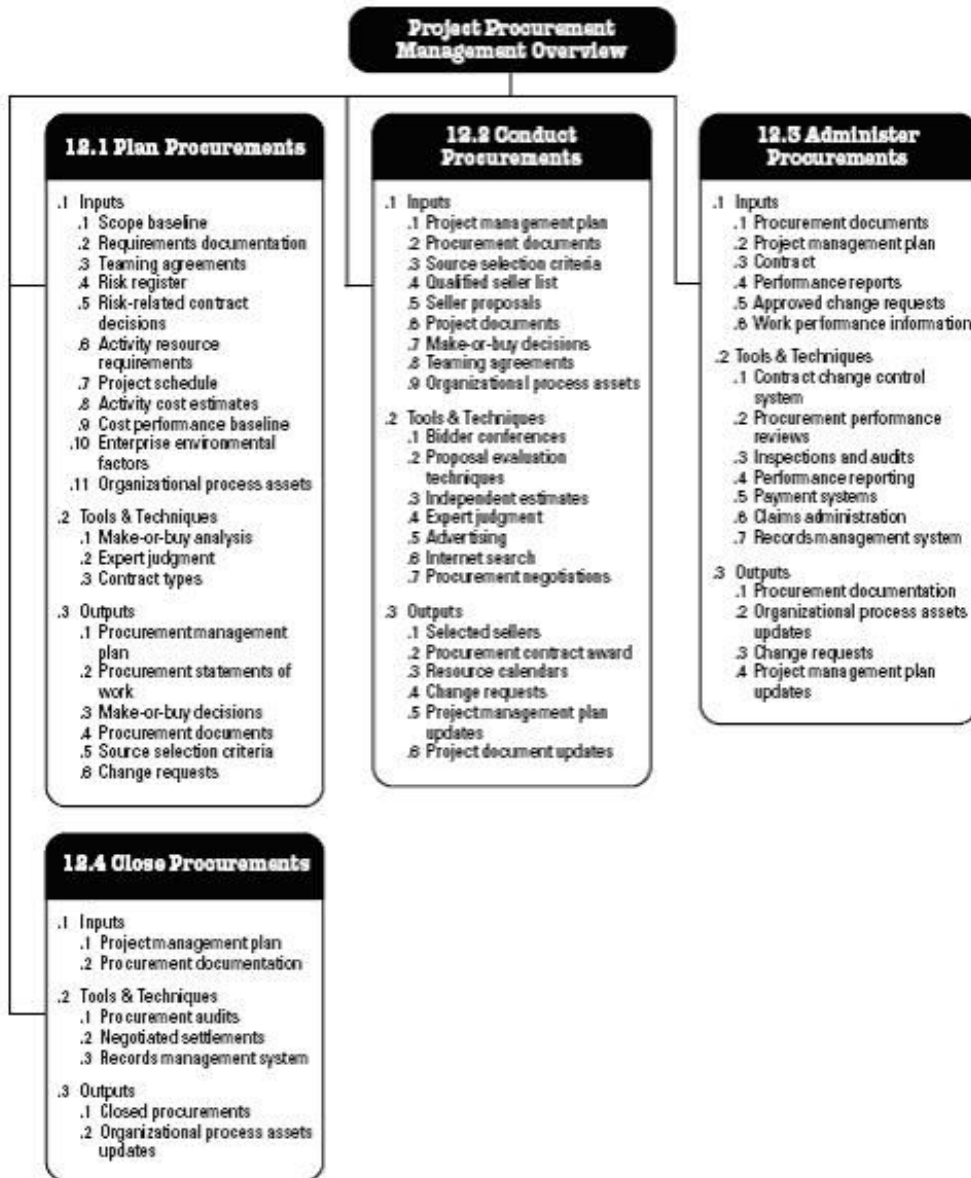 Project Procurement
Management Overview
12.1 Plan Procurements
.1 Inputs
.1 Scope baseline
.2 Requirements documentation
.3 Teaming agreements
.4 Risk register
.5 Risk-related contract
decisions
.6 Activity resource
requirements
.7 Project schedule
.8 Activity cost estimates
.9 Cost performance baseline
.10 Enterprise environmental
factors
.11 Organizational process assets
.2 Tools & Techniques
.1 Make-or-buy analysis
.2 Expert judgment
.3 Contract types
.3 Outputs
.1 Procurement management
plan
.2 Procurement statements of
work
.3 Make-or-buy decisions
.4 Procurement documents
.5 Source selection criteria
.6 Change requests
12.2 Conduct
Procurements
.1 Inputs
.1 Project management plan
.2 Procurement documents
.3 Source selection criteria
.4 Qualified seller list
.5 Seller proposals
.6 Project documents
.7 Make-or-buy decisions
.8 Teaming agreements
.9 Organizational process assets
.2 Tools & Techniques
.1 Bidder conferences
.2 Proposal evaluation
techniques
.3 Independent estimates
.4 Expert judgment
.5 Advertising
.6 Internet search
.7 Procurement negotiations
.3 Outputs
.1 Selected sellers
.2 Procurement contract award
.3 Resource calendars
.4 Change requests
.5 Project management plan
updates
.6 Project document updates
12.3 Administer
Procurements
.1 Inputs
.1 Procurement documents
.2 Project management plan
.3 Contract
.4 Performance reports
.5 Approved change requests
.6 Work performance information
.2 Tools & Techniques
.1 Contract change control
system
.2 Procurement performance
reviews
.3 Inspections and audits
.4 Performance reporting
.5 Payment systems
.6 Claims administration
.7 Records management system
.3 Outputs
.1 Procurement documentation
.2 Organizational process assets
updates
.3 Change requests
.4 Project management plan
updates
12.4 Close Procurements
.1 Inputs
.1 Project management plan
.2 Procurement documentation
.2 Tools & Techniques
.1 Procurement audits
.2 Negotiated settlements
.3 Records management system
.3 Outputs
.1 Closed procurements
.2 Organizational process assets
updates